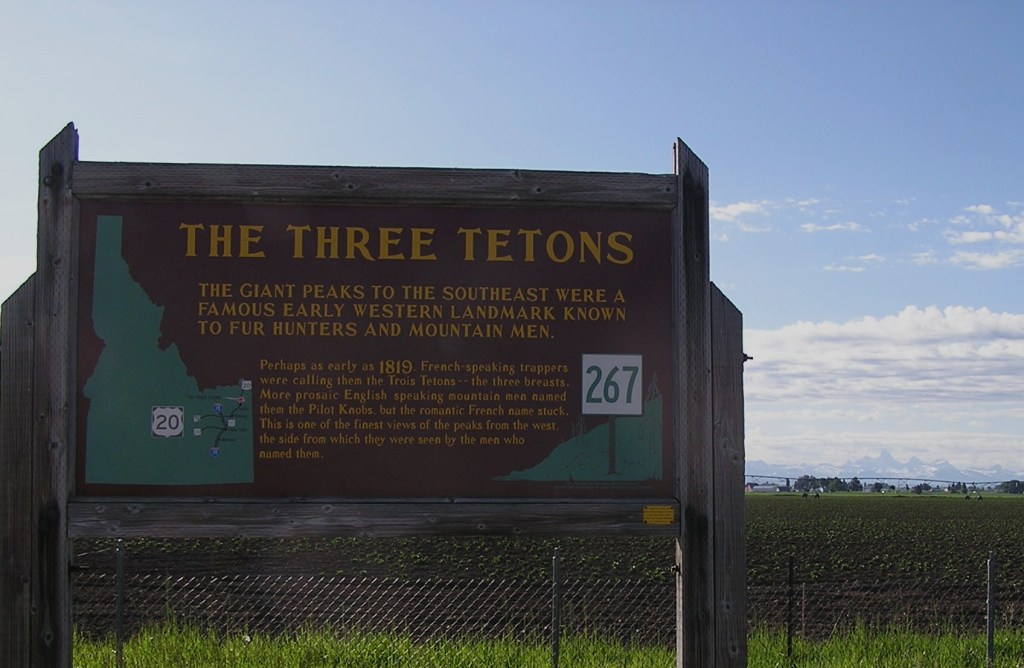 THE THREE TETONS
THE GIANT PEAKS TO THE SOUTHEAST WERE A
FAMOUS EARLY WESTERN LANDMARK KNOWN
TO FUR HUNTERS AND MOUNTAIN MEN.
Perhaps as early as 1819, French-speaking trappers
were calling them the Trois Tetons -- the three breasts.
More prosaic English speaking mountain men named
them the Pilot Knobs, but the romantic French name stuck.
This is one of the finest views of the peaks from the west,
the side from which they were seen by the men who
named them.
20
267